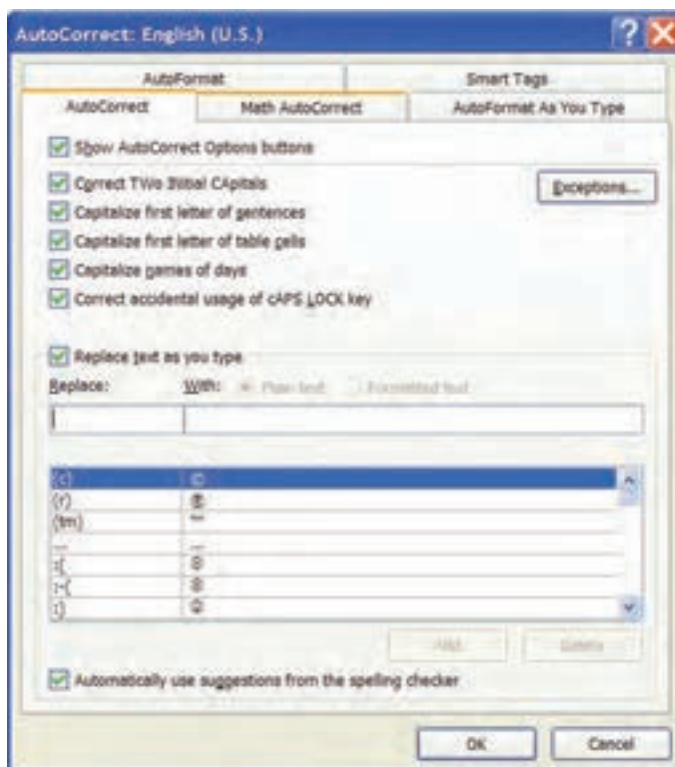 AutoCorrect: English (U.S.)
AutoFormat Smart Tags
AutoCorrect Math AutoCorrect AutoFormat As You Type
Show AutoCorrect Options buttons
Correct TWo INitial CApitals Exceptions...
Capitalize first letter of sentences
Capitalize first letter of table cells
Capitalize names of days
Correct accidental usage of cAPS LOCK key
Replace text as you type
Replace: With: Plain text Formatted text
(c) ©
(r) ®
(tm) ™
... …
:( ☹
:-( ☹
:) ☺
Add Delete
Automatically use suggestions from the spelling checker
OK Cancel